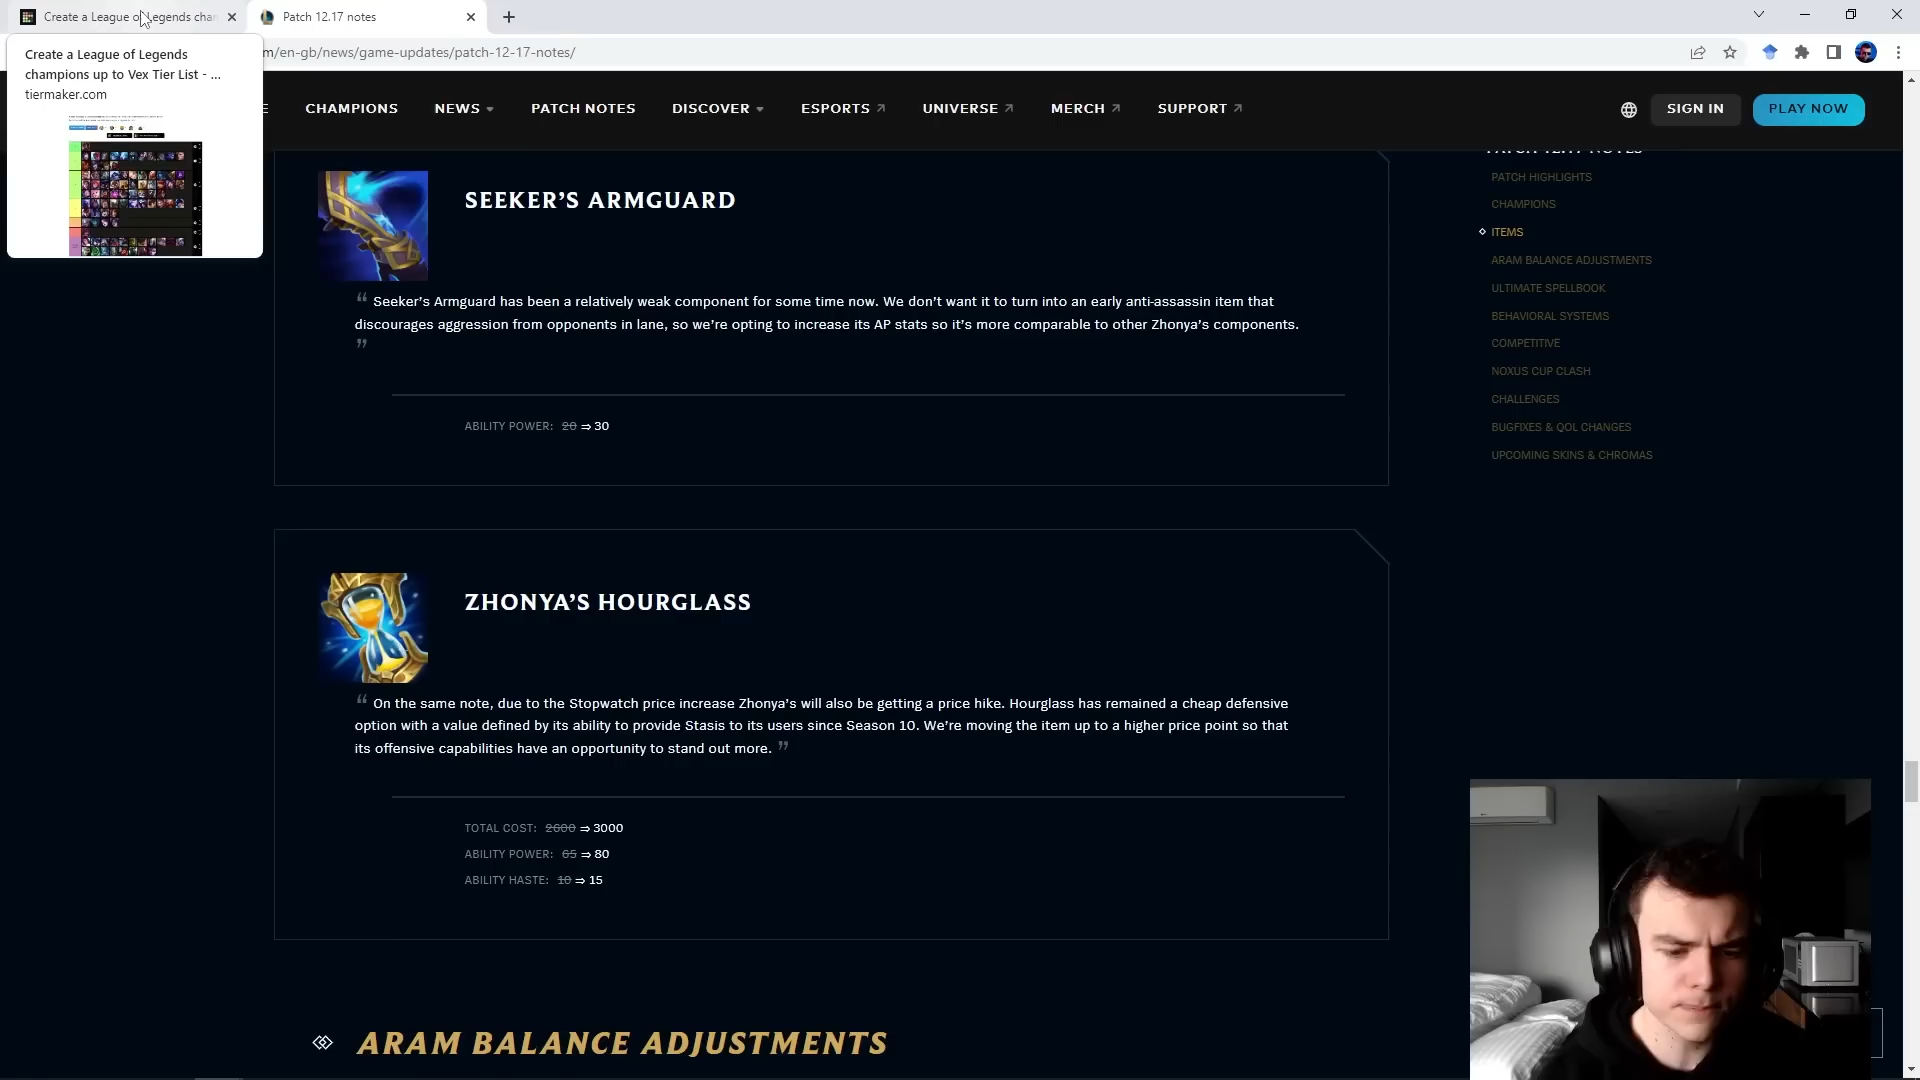 Create a League of Legends chan
Patch 12.17 notes
Create a League of Legends
champions up to Vex Tier List - ...
tiermaker.com
m/en-gb/news/game-updates/patch-12-17-notes/
E
CHAMPIONS
NEWS
PATCH NOTES
DISCOVER
ESPORTS
UNIVERSE
MERCH
SUPPORT
SIGN IN
PLAY NOW
PATCH 12.17 NOTES
PATCH HIGHLIGHTS
CHAMPIONS
ITEMS
ARAM BALANCE ADJUSTMENTS
ULTIMATE SPELLBOOK
BEHAVIORAL SYSTEMS
COMPETITIVE
NOXUS CUP CLASH
CHALLENGES
BUGFIXES & QOL CHANGES
UPCOMING SKINS & CHROMAS
SEEKER’S ARMGUARD
“ Seeker’s Armguard has been a relatively weak component for some time now. We don’t want it to turn into an early anti-assassin item that
discourages aggression from opponents in lane, so we’re opting to increase its AP stats so it’s more comparable to other Zhonya’s components.
”
ABILITY POWER: 20 ⇒ 30
ZHONYA’S HOURGLASS
“ On the same note, due to the Stopwatch price increase Zhonya’s will also be getting a price hike. Hourglass has remained a cheap defensive
option with a value defined by its ability to provide Stasis to its users since Season 10. We’re moving the item up to a higher price point so that
its offensive capabilities have an opportunity to stand out more. ”
TOTAL COST: 2600 ⇒ 3000
ABILITY POWER: 65 ⇒ 80
ABILITY HASTE: 10 ⇒ 15
ARAM BALANCE ADJUSTMENTS